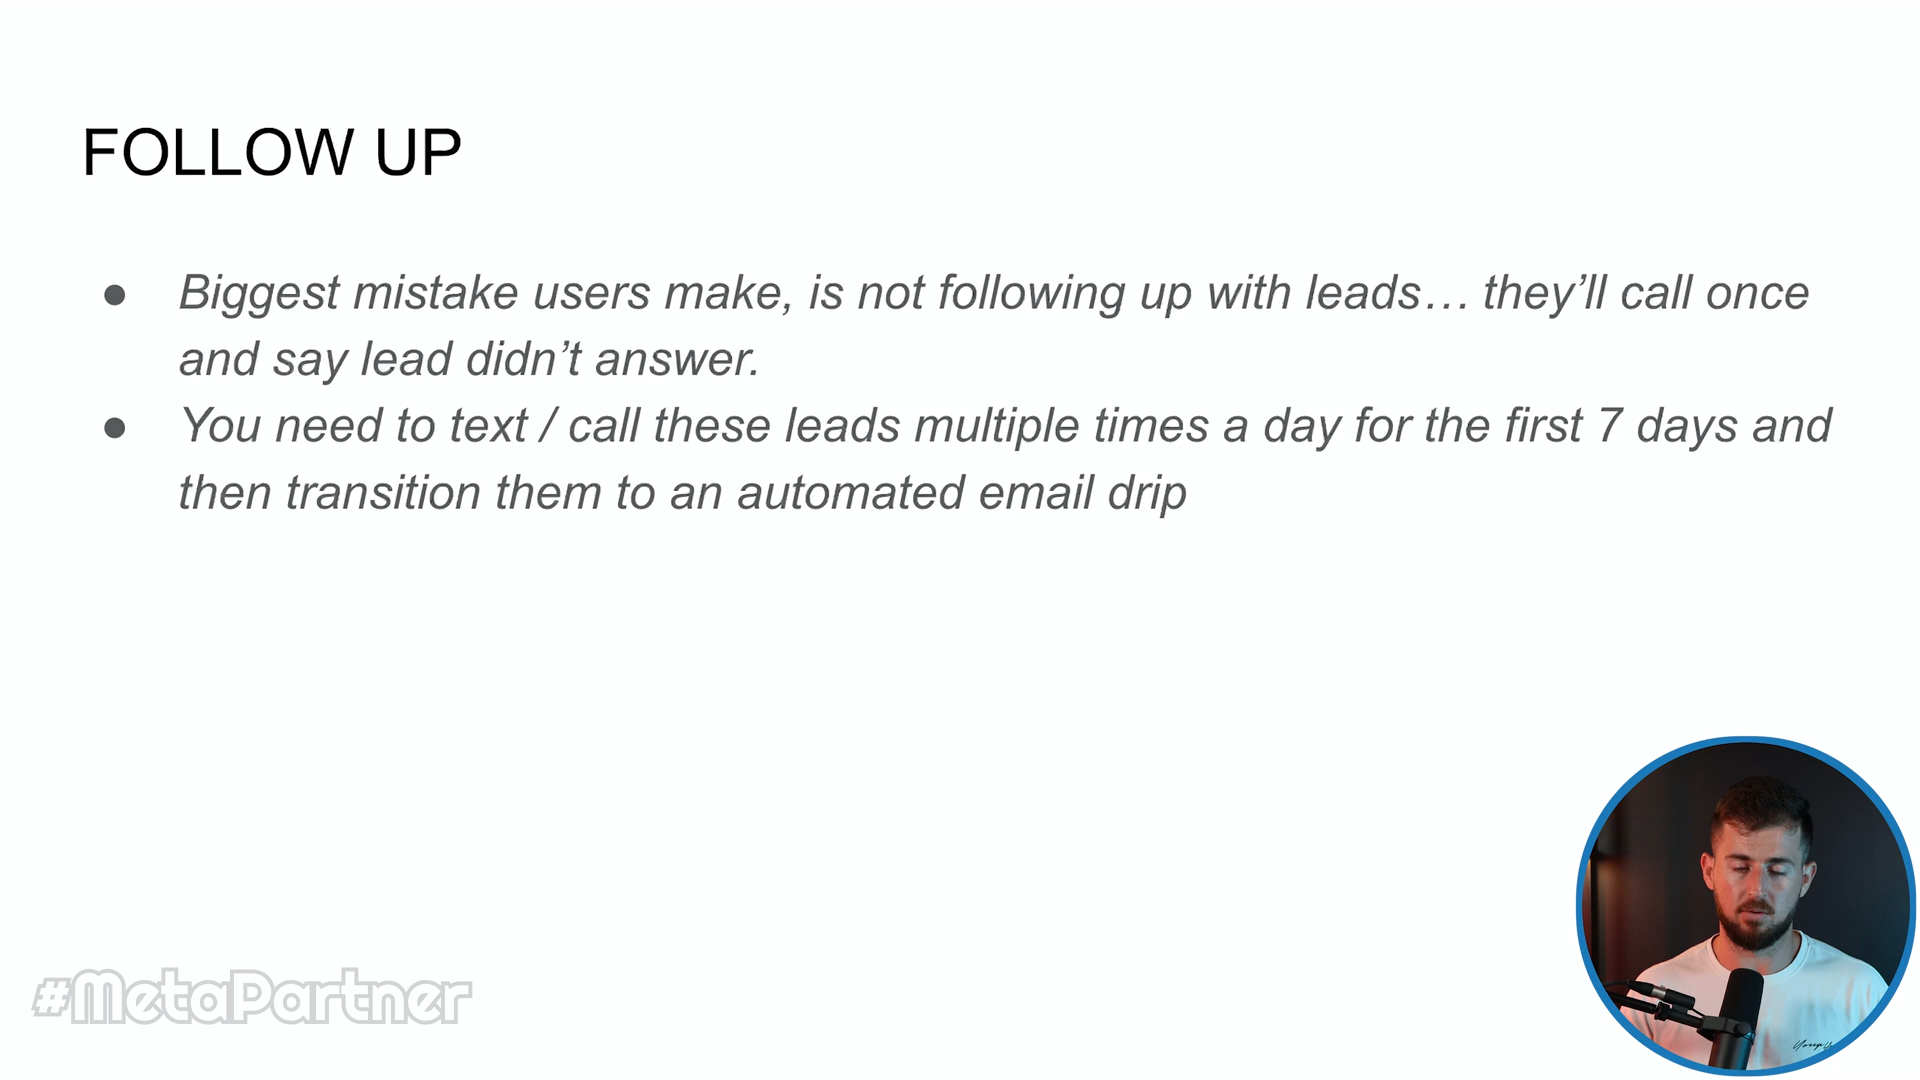 FOLLOW UP
● Biggest mistake users make, is not following up with leads… they’ll call once
and say lead didn’t answer.
● You need to text / call these leads multiple times a day for the first 7 days and
then transition them to an automated email drip
#MetaPartner